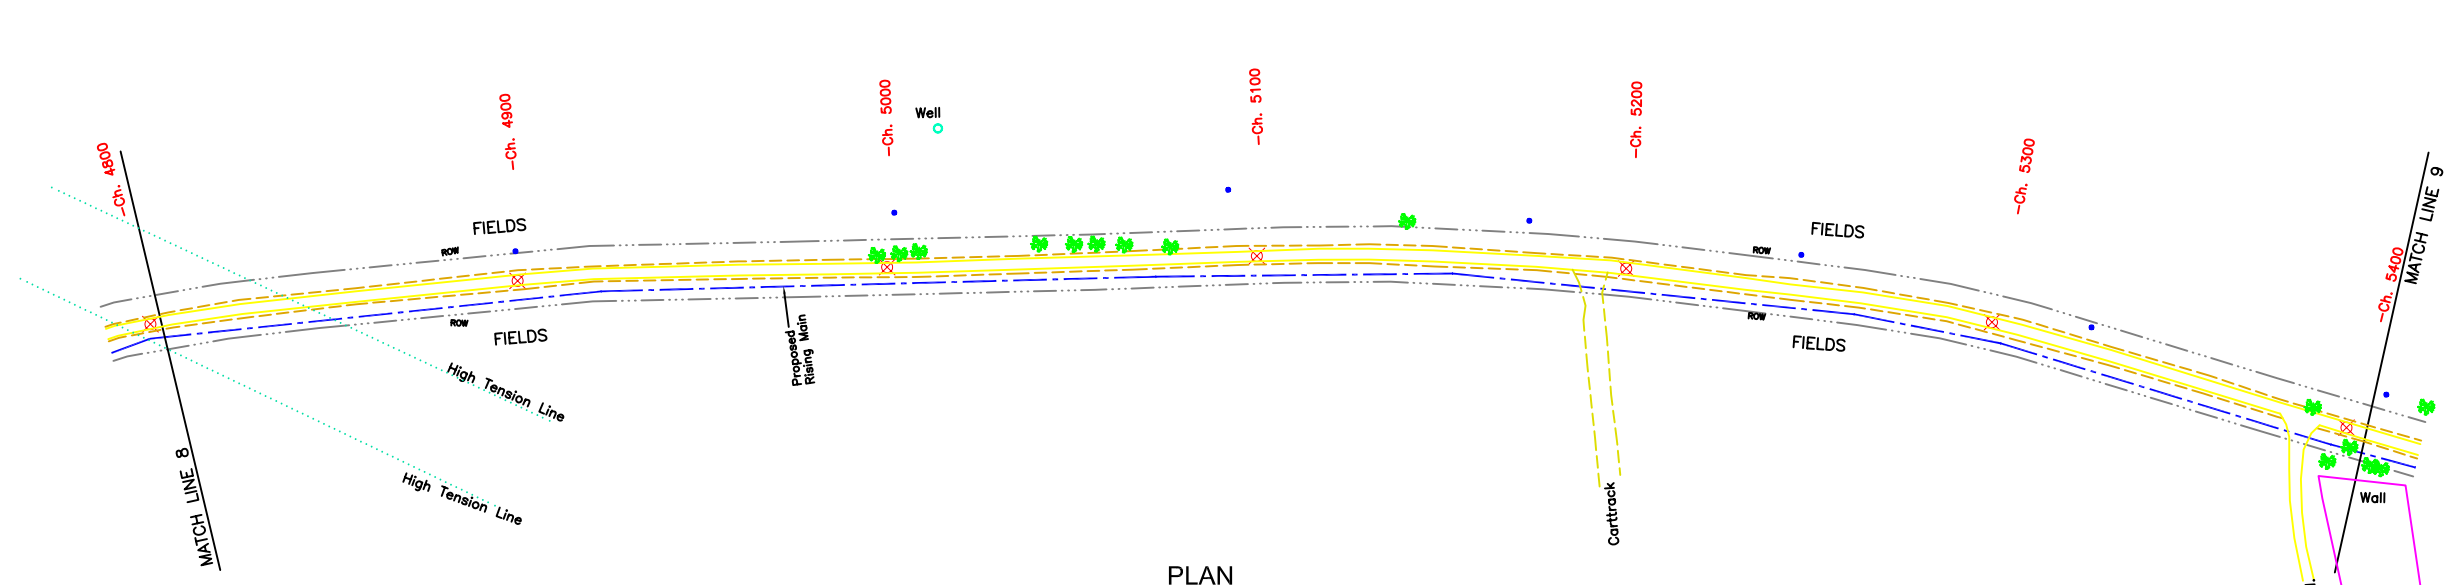 -Ch. 4800
-Ch. 4900
-Ch. 5000
Well
-Ch. 5100
-Ch. 5200
-Ch. 5300
-Ch. 5400
MATCH LINE 9
FIELDS
ROW
FIELDS
ROW
ROW
FIELDS
ROW
FIELDS
Proposed
Rising Main
High Tension Line
High Tension Line
MATCH LINE 8
Carttrack
Wall
PLAN